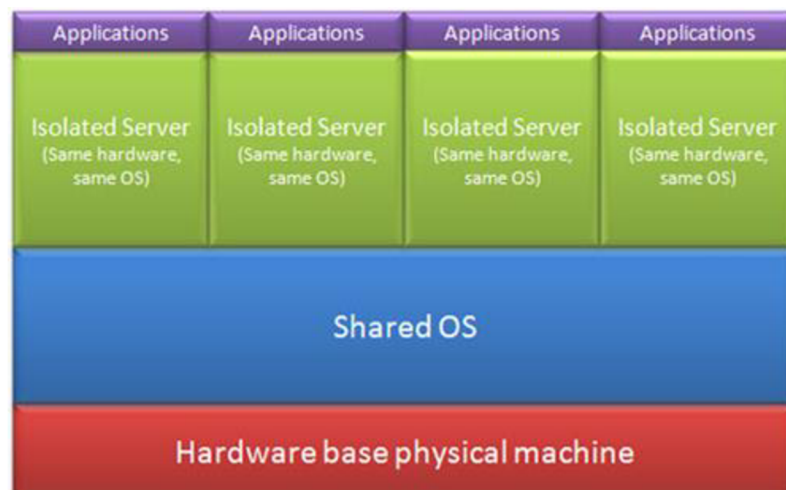 Applications Applications Applications Applications
Isolated Server Isolated Server Isolated Server Isolated Server
(Same hardware, (Same hardware, (Same hardware, (Same hardware,
same OS) same OS) same OS) same OS)
Shared OS
Hardware base physical machine